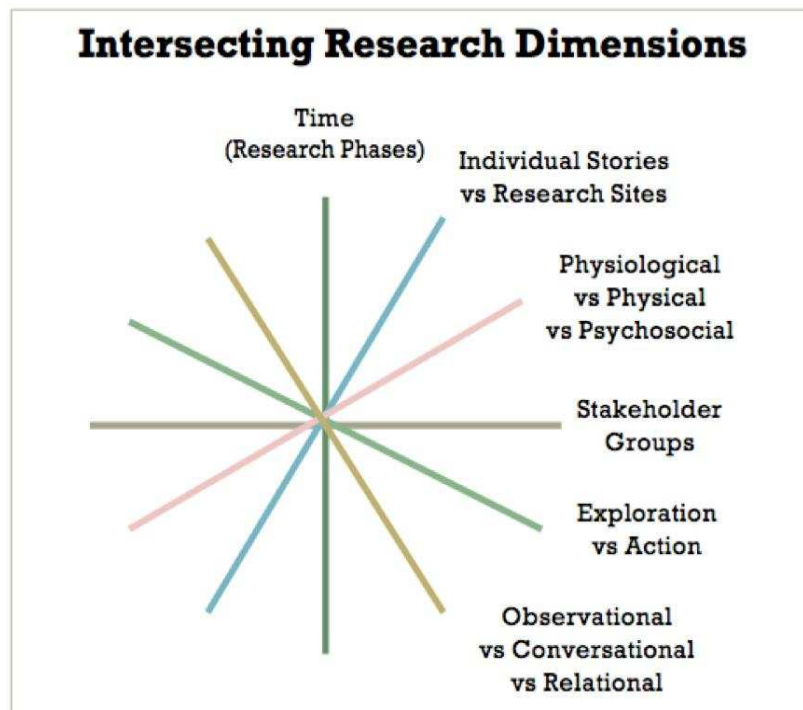 Intersecting Research Dimensions
Time
(Research Phases)
Individual Stories
vs Research Sites
Physiological
vs Physical
vs Psychosocial
Stakeholder
Groups
Exploration
vs Action
Observational
vs Conversational
vs Relational